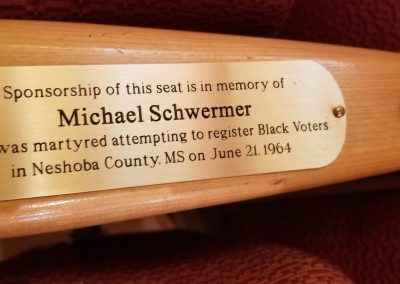 Sponsorship of this seat is in memory of
Michael Schwermer
was martyred attempting to register Black Voters
in Neshoba County, MS on June 21, 1964